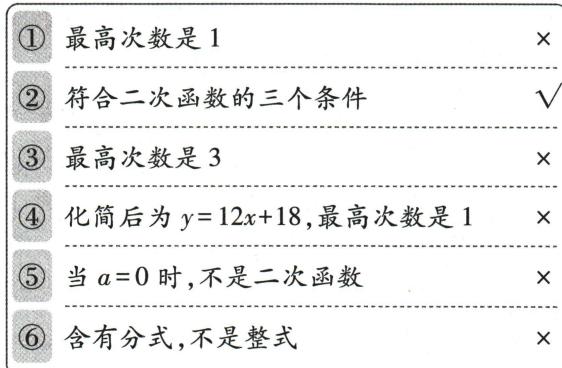 ① 最高次数是 1 ×
② 符合二次函数的三个条件 √
③ 最高次数是 3 ×
④ 化简后为 y=12x+18,最高次数是 1 ×
⑤ 当 a=0 时,不是二次函数 ×
⑥ 含有分式,不是整式 ×